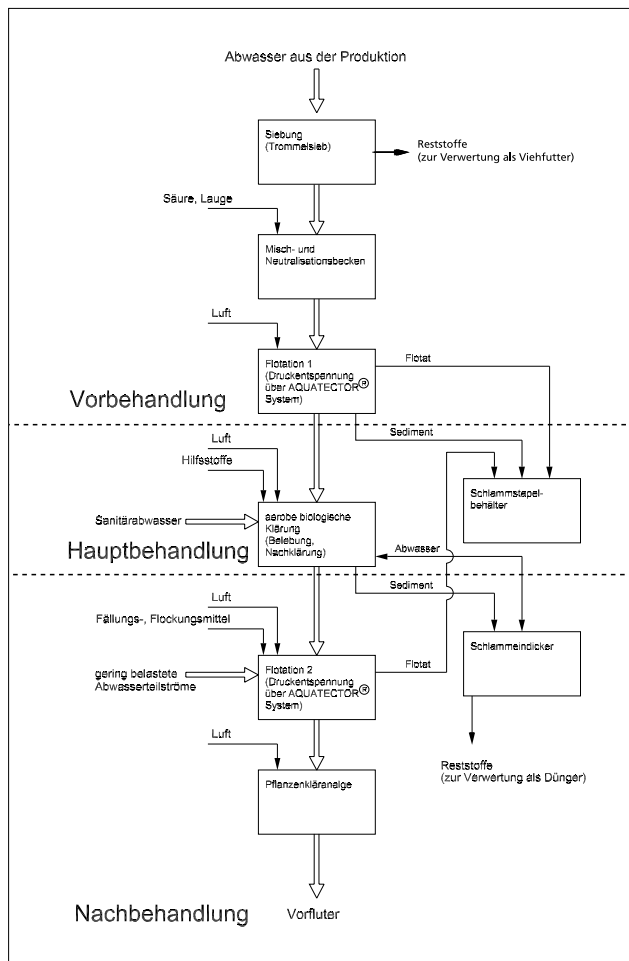 Abwasser aus der Produktion
Siebung
(Trommelsieb)
Reststoffe
(zur Verwertung als Viehfutter)
Säure, Lauge
Misch- und
Neutralisationsbecken
Luft
Flotation 1
(Druckentspannung
über AQUATECTOR®
System)
Flotat
Vorbehandlung
Sediment
Luft
Hilfsstoffe
Schlammstapel-
behälter
Sanitärabwasser
aerobe biologische
Klärung
(Belebung,
Nachklärung)
Hauptbehandlung
Abwasser
Sediment
Luft
Fällungs-, Flockungsmittel
Schlammeindicker
gering belastete
Abwasserteilströme
Flotation 2
(Druckentspannung
über AQUATECTOR®
System)
Flotat
Luft
Pflanzenkläranalge
Reststoffe
(zur Verwertung als Dünger)
Nachbehandlung
Vorfluter